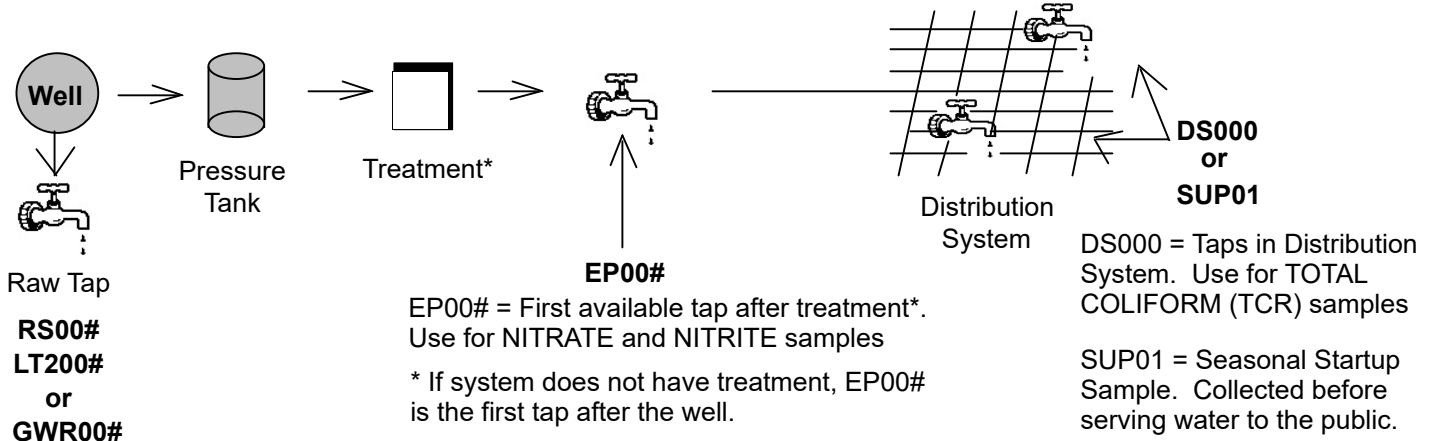 Well
Pressure
Tank
Treatment*
Raw Tap
RS00#
LT200#
or
GWR00#
EP00#
EP00# = First available tap after treatment*.
Use for NITRATE and NITRITE samples
* If system does not have treatment, EP00#
is the first tap after the well.
Distribution
System
DS000
or
SUP01
DS000 = Taps in Distribution
System.  Use for TOTAL
COLIFORM (TCR) samples
SUP01 = Seasonal Startup
Sample.  Collected before
serving water to the public.